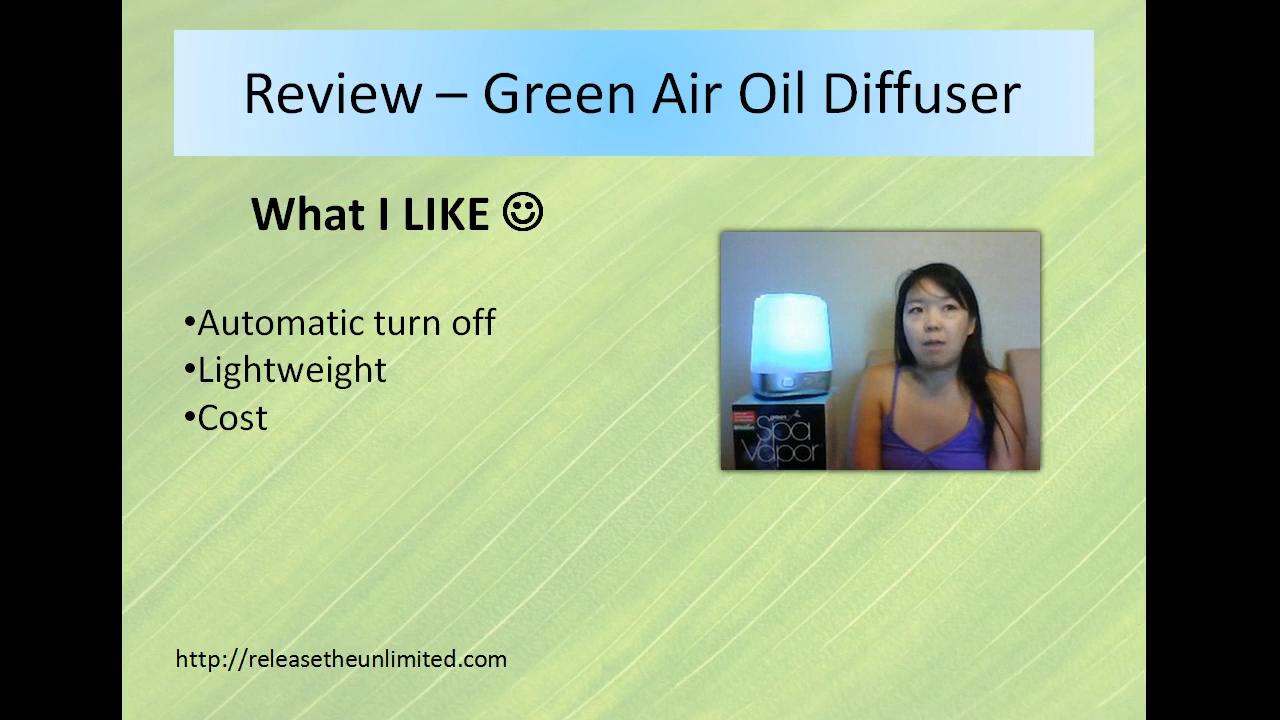 Review – Green Air Oil Diffuser
What I LIKE ☺
•Automatic turn off
•Lightweight
•Cost
Spa
Vapor
http://releasetheunlimited.com